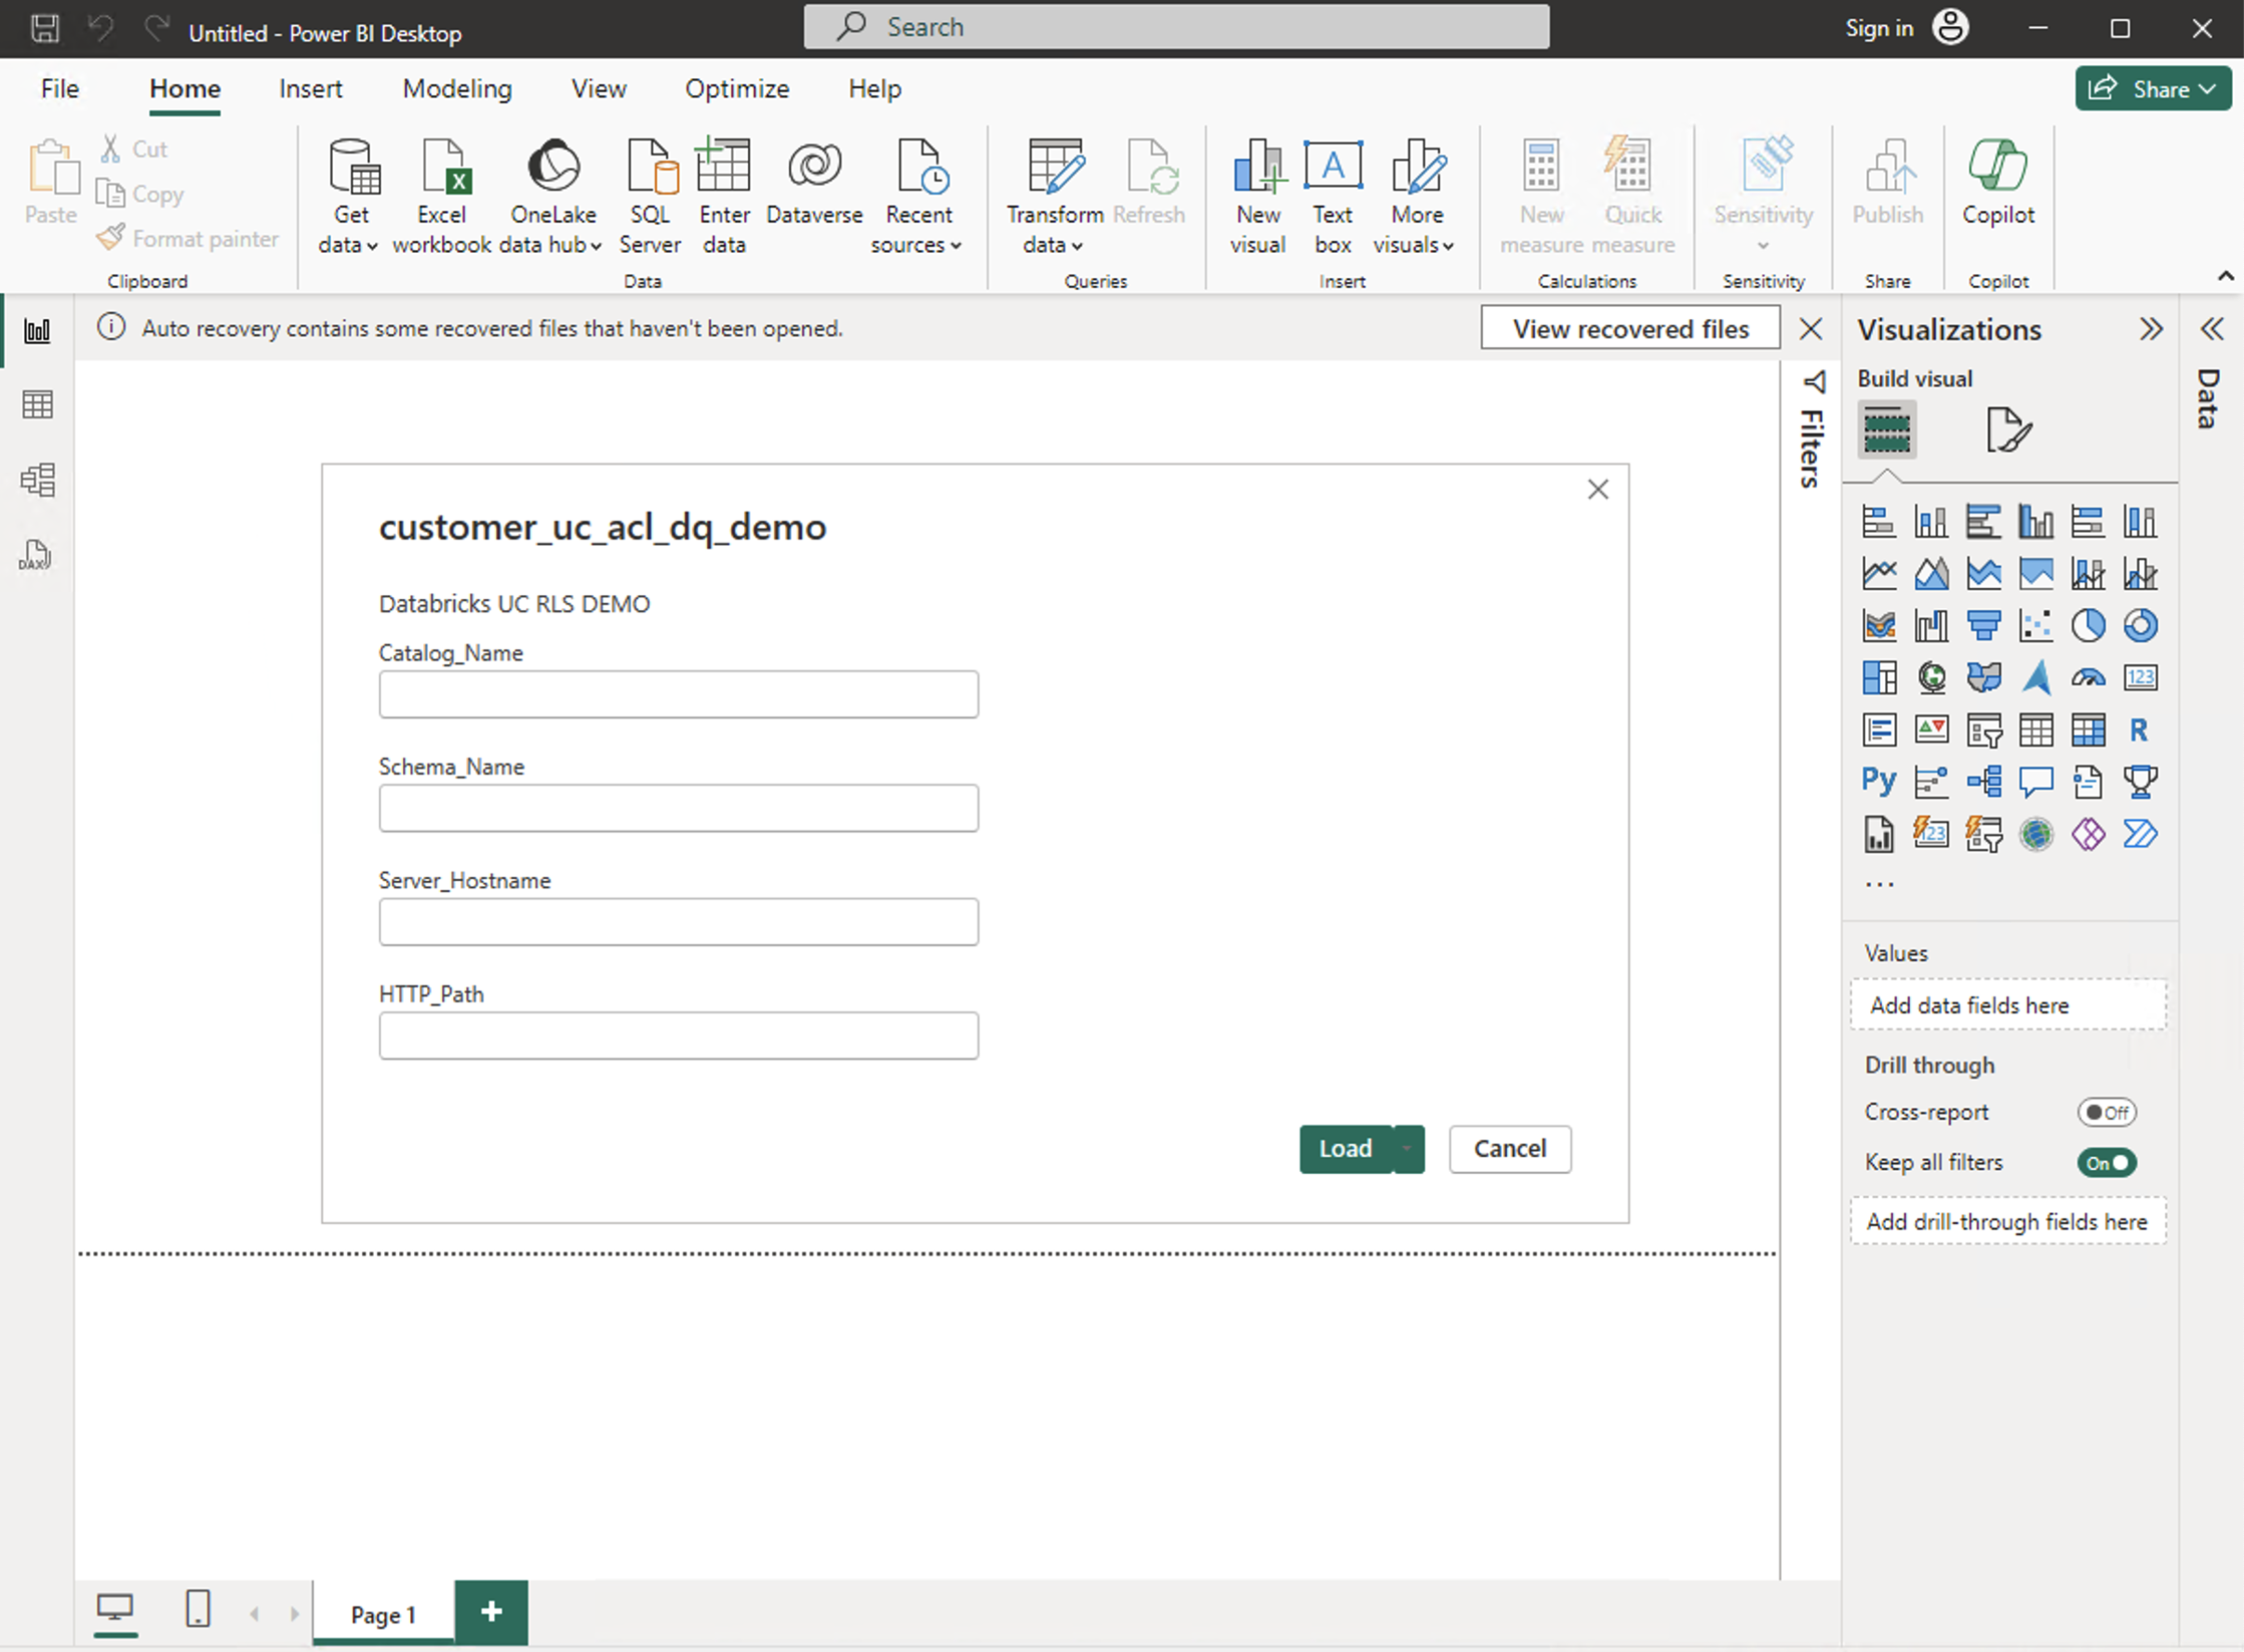 Untitled - Power BI Desktop
Search
Sign in
File
Home
Insert
Modeling
View
Optimize
Help
Share
Paste
Cut
Copy
Format painter
Clipboard
Get data
Excel workbook
OneLake data hub
SQL Server
Enter data
Dataverse
Recent sources
Data
Transform data
Refresh
Queries
New visual
A
Text box
More visuals
Insert
New measure
Quick measure
Calculations
Sensitivity
Sensitivity
Publish
Share
Copilot
Copilot
Auto recovery contains some recovered files that haven't been opened.
View recovered files
DAX
customer_uc_acl_dq_demo
Databricks UC RLS DEMO
Catalog_Name
Schema_Name
Server_Hostname
HTTP_Path
Load
Cancel
Filters
Visualizations
Build visual
123
R
Py
123
...
Values
Add data fields here
Drill through
Cross-report
Off
Keep all filters
On
Add drill-through fields here
Data
Page 1